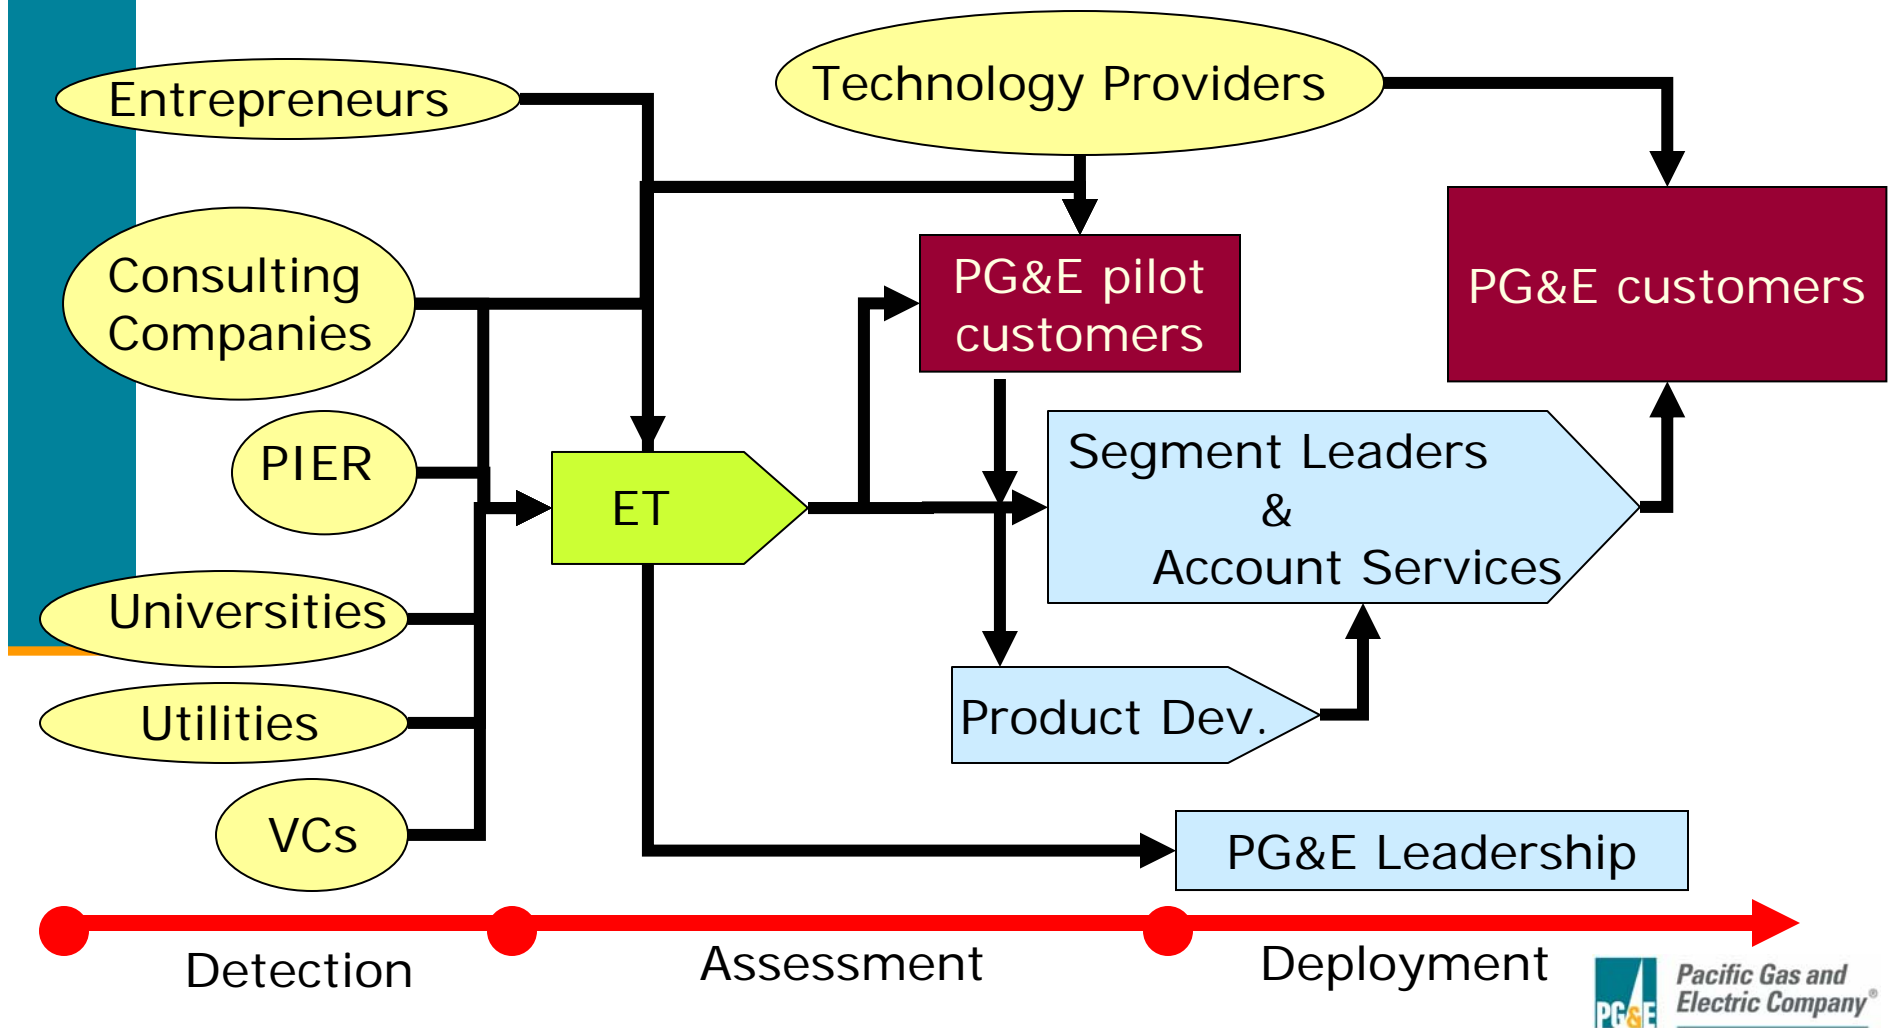 Entrepreneurs
Technology Providers
Consulting
Companies
PG&E pilot
customers
PG&E customers
PIER
ET
Segment Leaders
&
Account Services
Universities
Utilities
Product Dev.
VCs
PG&E Leadership
Detection
Assessment
Deployment
Pacific Gas and
Electric Company®
PG&E